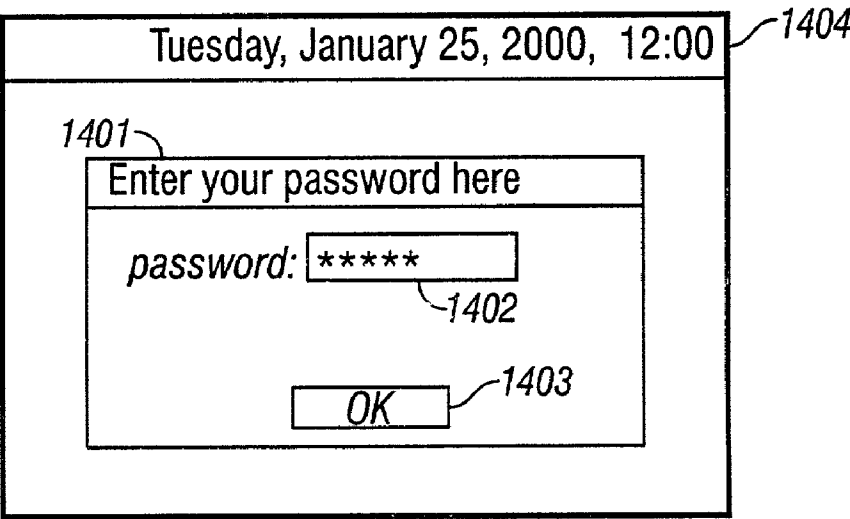 Tuesday, January 25, 2000, 12:00
1404
1401
Enter your password here
password: *****
1402
1403
OK